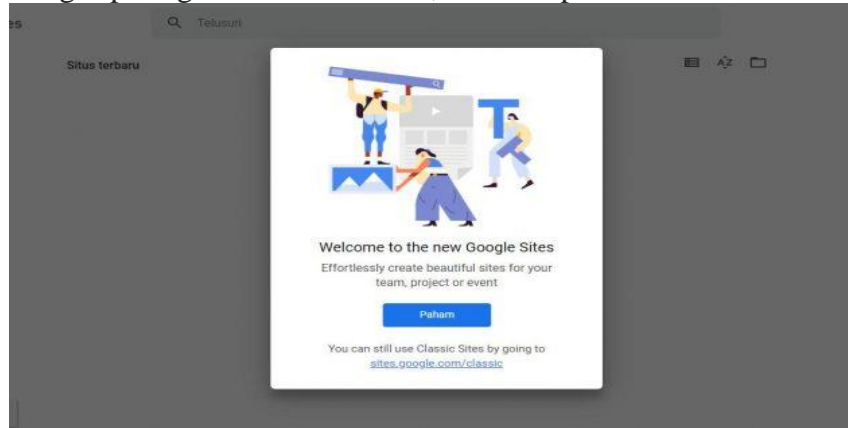 Telusuri
Situs terbaru
Welcome to the new Google Sites
Effortlessly create beautiful sites for your
team, project or event
Paham
You can still use Classic Sites by going to
sites.google.com/classic